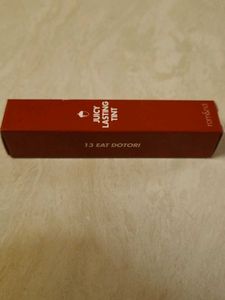 JUICY
LASTING
TINT
13 EAT DOTORI
rom&nd